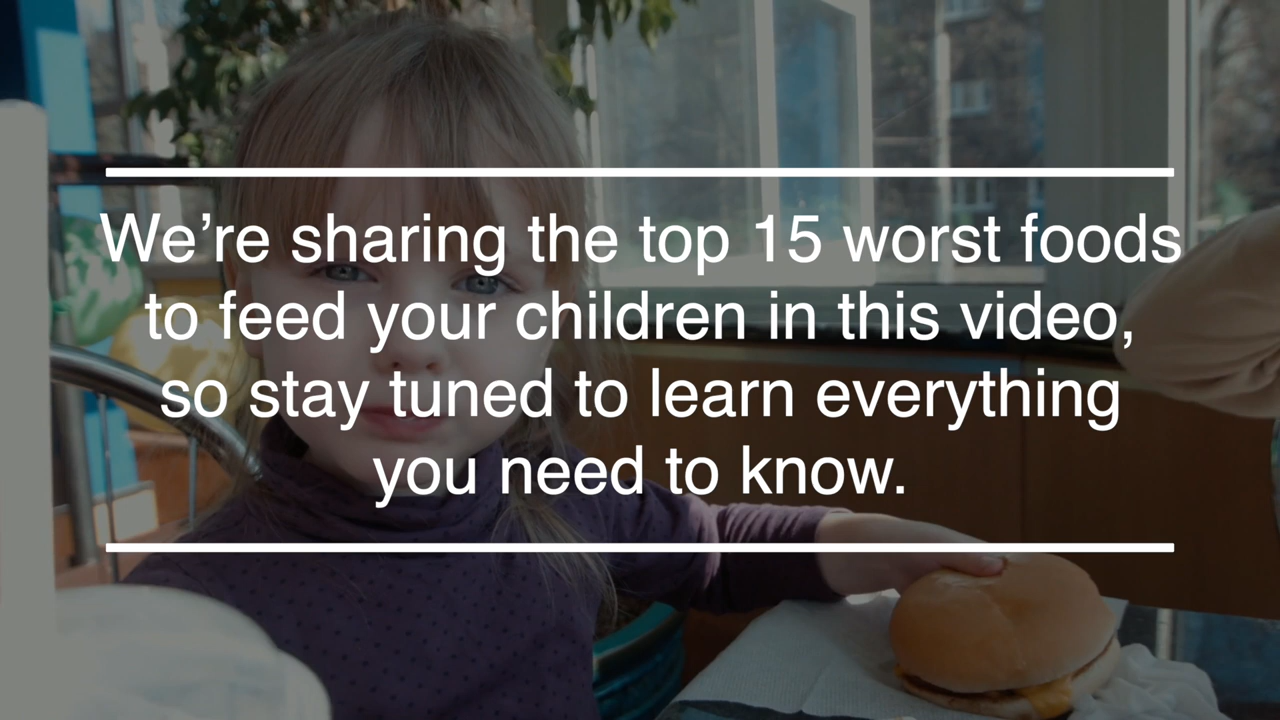 We’re sharing the top 15 worst foods
to feed your children in this video,
so stay tuned to learn everything
you need to know.